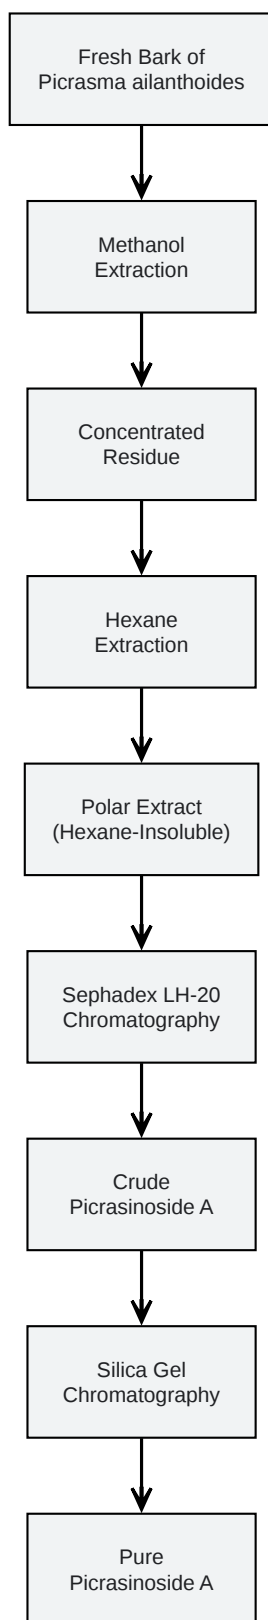 Fresh Bark of
Picrasma ailanthoides
Methanol
Extraction
Concentrated
Residue
Hexane
Extraction
Polar Extract
(Hexane-Insoluble)
Sephadex LH-20
Chromatography
Crude
Picrasinoside A
Silica Gel
Chromatography
Pure
Picrasinoside A